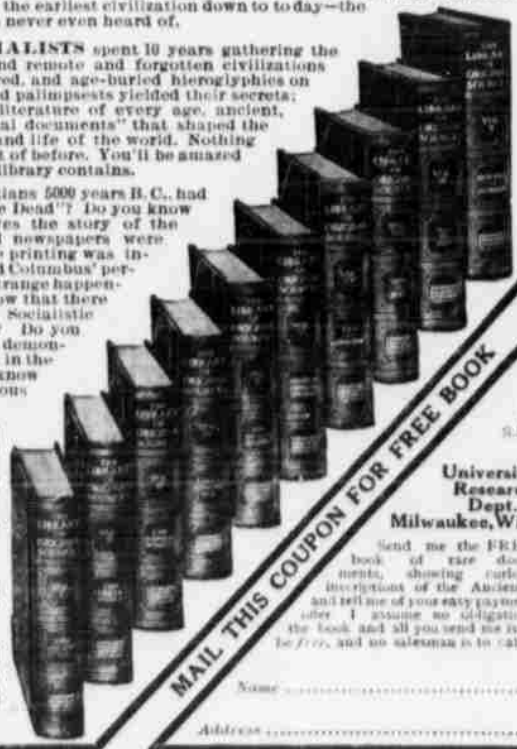 the earliest civilization down to to day—the
never even heard of.
IALISTS spent 10 years gathering the
nd remote and forgotten civilizations
red, and age-buried hieroglyphics on
d palimpsests yielded their secrets;
literature of every age, ancient,
al documents" that shaped the
and life of the world. Nothing
t of before. You'll be amazed
library contains.
ians 5000 years B. C., had
e Dead"? Do you know
es the story of the
newspapers were
e printing was in-
d Columbus' per-
trange happen-
ow that there
Socialistic
Do you
demon-
in the
know
ous
MAIL THIS COUPON FOR FREE BOOK
Universi
Resear
Dept.
Milwaukee, Wi
Send me the FRE
book of rare doc
ments, showing curio
inscriptions of the Ancien
and tell me of your easy payme
offer I assume no obligatio
the book and all you send me is
be free, and no salesman is to cal
Name
Address